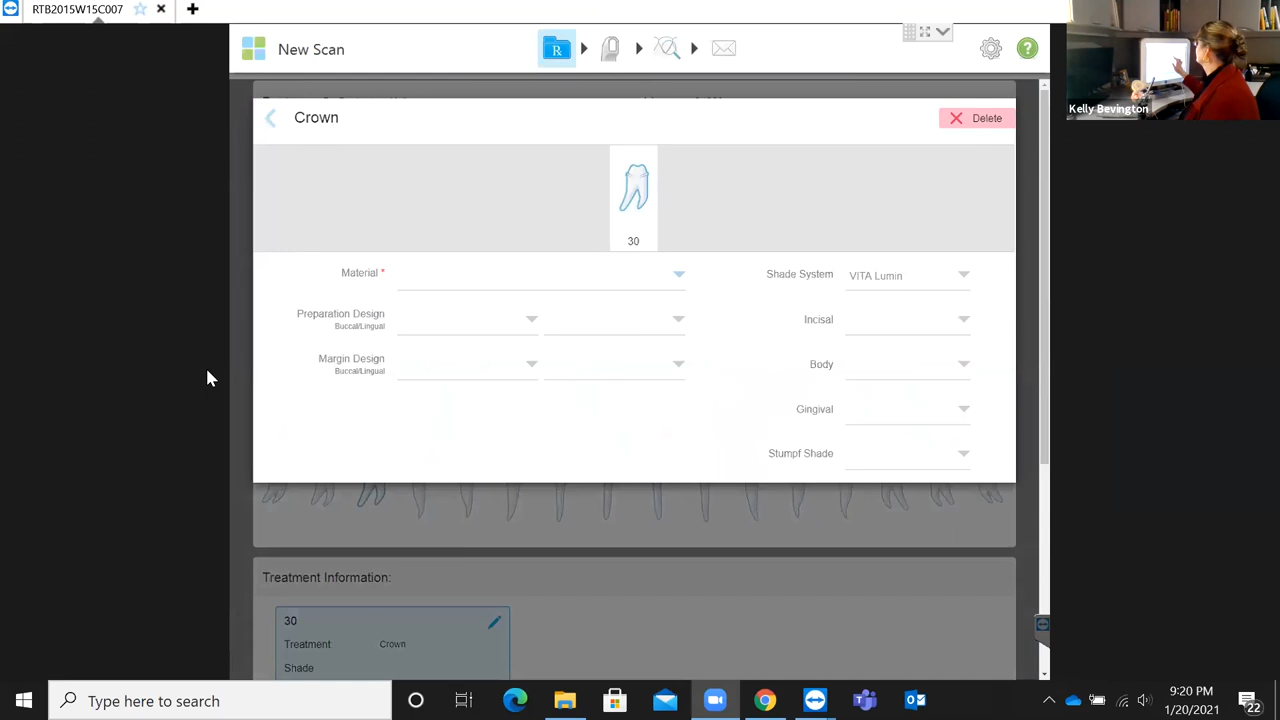 RTB2015W15C007
New Scan
Rx
?
Kelly Bevington
Crown
Delete
30
Material *
Shade System
VITA Lumin
Preparation Design
Buccal/Lingual
Incisal
Margin Design
Buccal/Lingual
Body
Gingival
Stumpf Shade
Treatment Information:
30
Treatment
Crown
Shade
Type here to search
9:20 PM
1/20/2021
22